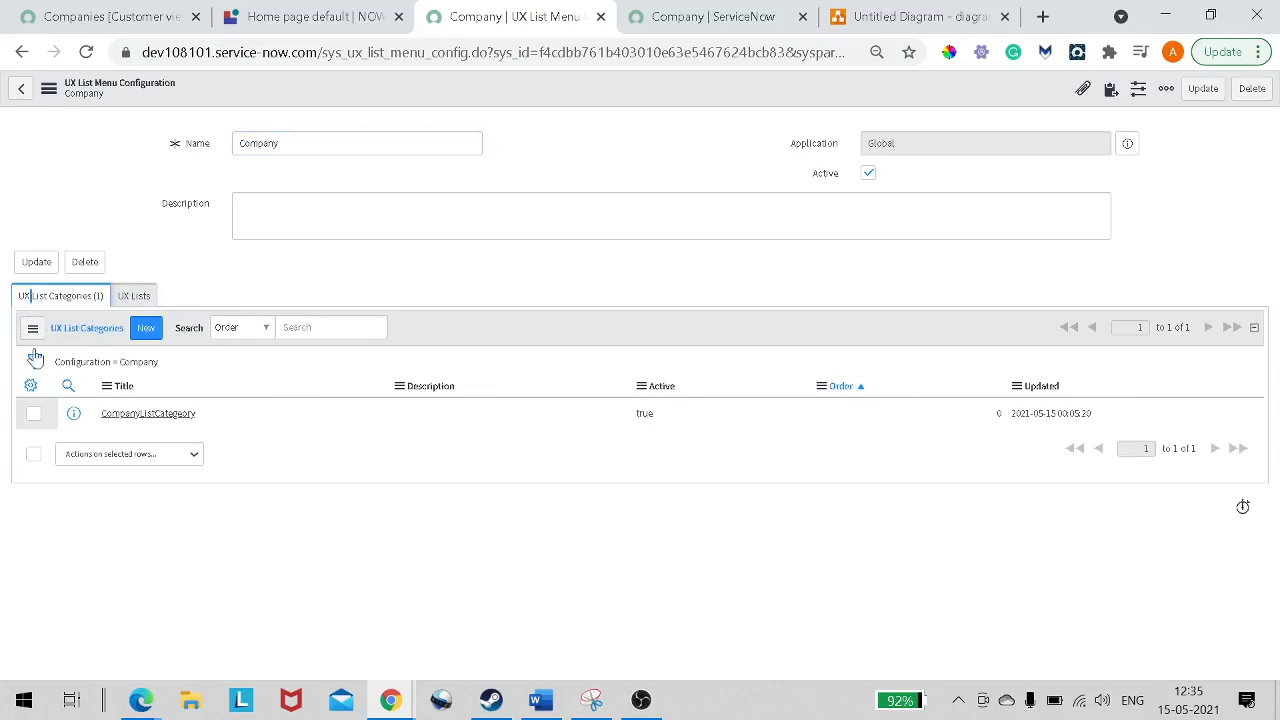 Companies [Customer view
Home page default | NOW
Company | UX List Menu C
Company | ServiceNow
Untitled Diagram - diagra
dev108101.service-now.com/sys_ux_list_menu_config.do?sys_id=f4cdbb761b403010e63e5467624bcb83&syspar...
A
Update
UX List Menu Configuration
Company
Update
Delete
Name
Company
Application
Global
Active
Description
Update
Delete
UX List Categories (1)
UX Lists
UX List Categories
New
Search
Order
Search
1
to 1 of 1
Configuration = Company
Title
Description
Active
Order
Updated
CompanyListCategeory
true
0
2021-05-15 00:05:20
Actions on selected rows...
1
to 1 of 1
L
W
92%
ENG
12:35
15-05-2021